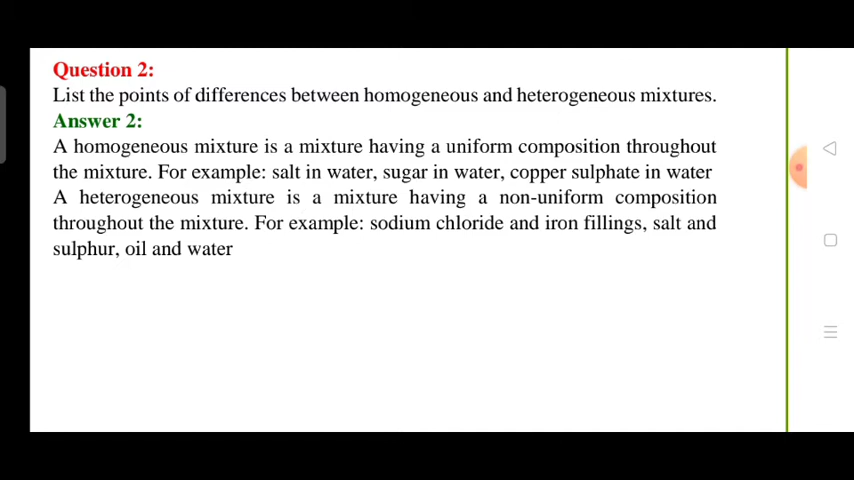 Question 2:
List the points of differences between homogeneous and heterogeneous mixtures.
Answer 2:
A homogeneous mixture is a mixture having a uniform composition throughout
the mixture. For example: salt in water, sugar in water, copper sulphate in water
A heterogeneous mixture is a mixture having a non-uniform composition
throughout the mixture. For example: sodium chloride and iron fillings, salt and
sulphur, oil and water